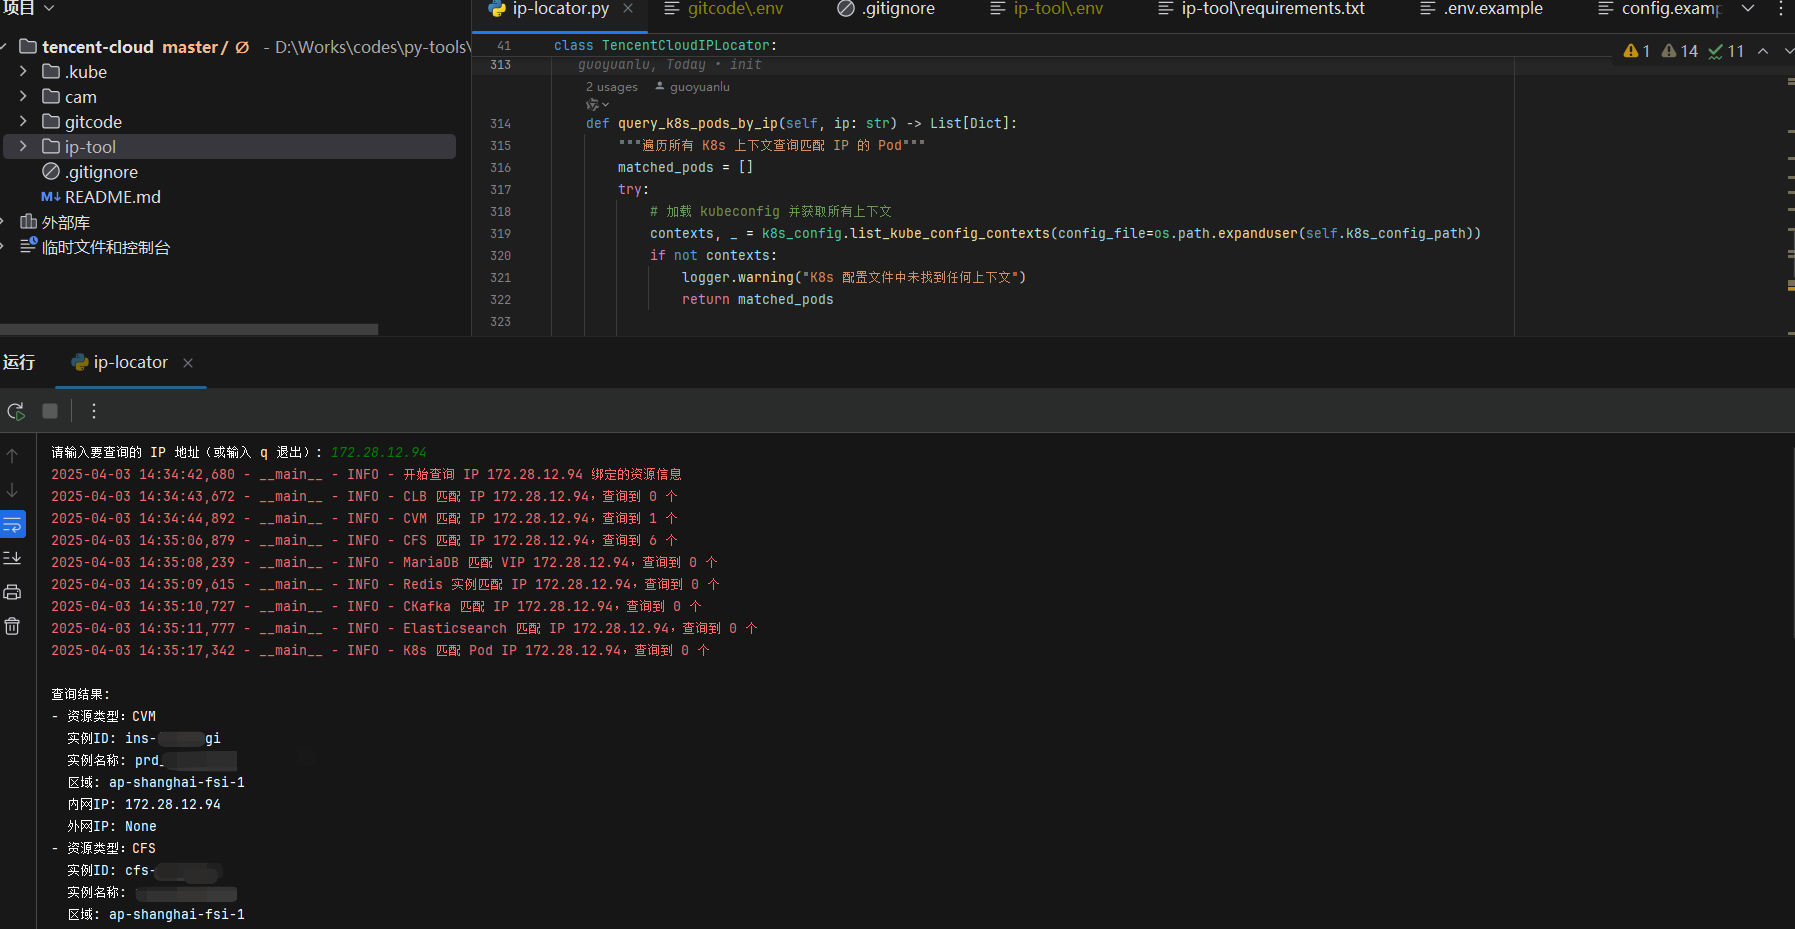 项目
ip-locator.py
gitcode\.env
.gitignore
ip-tool\.env
ip-tool\requirements.txt
.env.example
config.examp
tencent-cloud master / - D:\Works\codes\py-tools\
.kube
cam
gitcode
ip-tool
.gitignore
README.md
外部库
临时文件和控制台
1 14 11
41 class TencentCloudIPLocator:
313 guoyuanlu, Today • init
2 usages guoyuanlu
314 def query_k8s_pods_by_ip(self, ip: str) -> List[Dict]:
315 """遍历所有 K8s 上下文查询匹配 IP 的 Pod"""
316 matched_pods = []
317 try:
318 # 加载 kubeconfig 并获取所有上下文
319 contexts, _ = k8s_config.list_kube_config_contexts(config_file=os.path.expanduser(self.k8s_config_path))
320 if not contexts:
321 logger.warning("K8s 配置文件中未找到任何上下文")
322 return matched_pods
323
运行 ip-locator
请输入要查询的 IP 地址（或输入 q 退出）: 172.28.12.94
2025-04-03 14:34:42,680 - __main__ - INFO - 开始查询 IP 172.28.12.94 绑定的资源信息
2025-04-03 14:34:43,672 - __main__ - INFO - CLB 匹配 IP 172.28.12.94，查询到 0 个
2025-04-03 14:34:44,892 - __main__ - INFO - CVM 匹配 IP 172.28.12.94，查询到 1 个
2025-04-03 14:35:06,879 - __main__ - INFO - CFS 匹配 IP 172.28.12.94，查询到 6 个
2025-04-03 14:35:08,239 - __main__ - INFO - MariaDB 匹配 VIP 172.28.12.94，查询到 0 个
2025-04-03 14:35:09,615 - __main__ - INFO - Redis 实例匹配 IP 172.28.12.94，查询到 0 个
2025-04-03 14:35:10,727 - __main__ - INFO - CKafka 匹配 IP 172.28.12.94，查询到 0 个
2025-04-03 14:35:11,777 - __main__ - INFO - Elasticsearch 匹配 IP 172.28.12.94，查询到 0 个
2025-04-03 14:35:17,342 - __main__ - INFO - K8s 匹配 Pod IP 172.28.12.94，查询到 0 个
查询结果:
- 资源类型: CVM
实例ID: ins- gi
实例名称: prd_
区域: ap-shanghai-fsi-1
内网IP: 172.28.12.94
外网IP: None
- 资源类型: CFS
实例ID: cfs-
实例名称:
区域: ap-shanghai-fsi-1